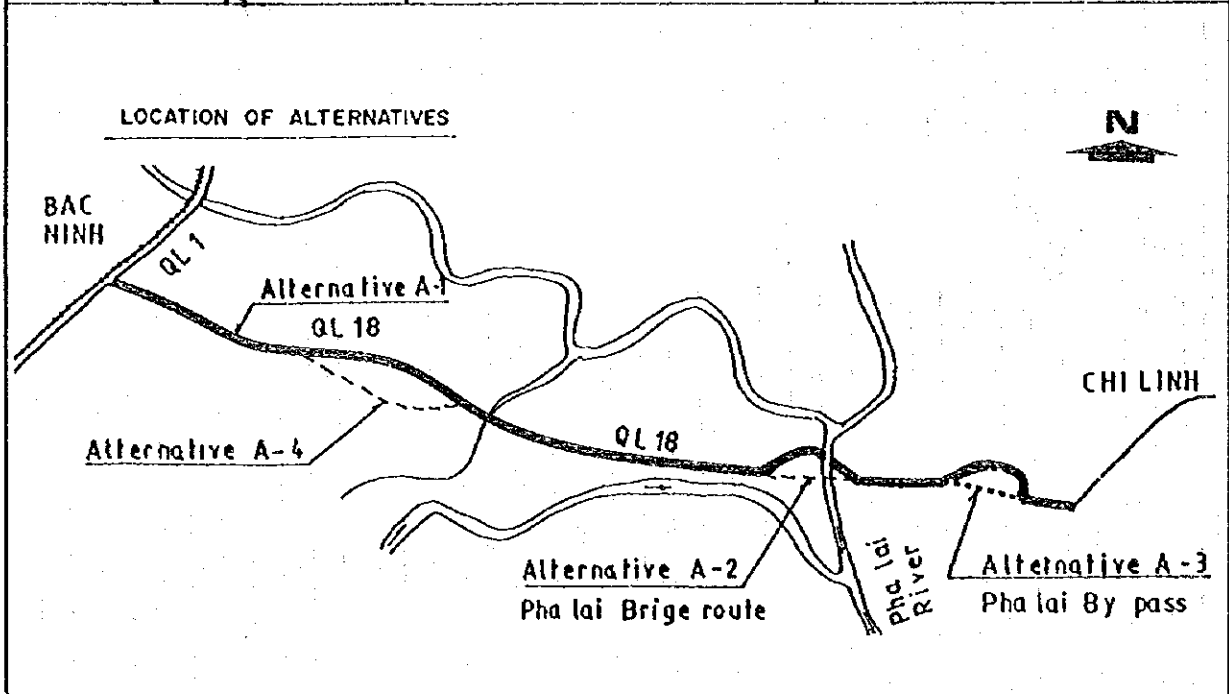 LOCATION OF ALTERNATIVES
N
BAC
NINH
QL 1
Alternative A-1
QL 18
CHI LINH
Alternative A-4
QL 18
Alternative A-2
Pha lai Brige route
Pha lai
River
Alternative A-3
Pha lai By pass